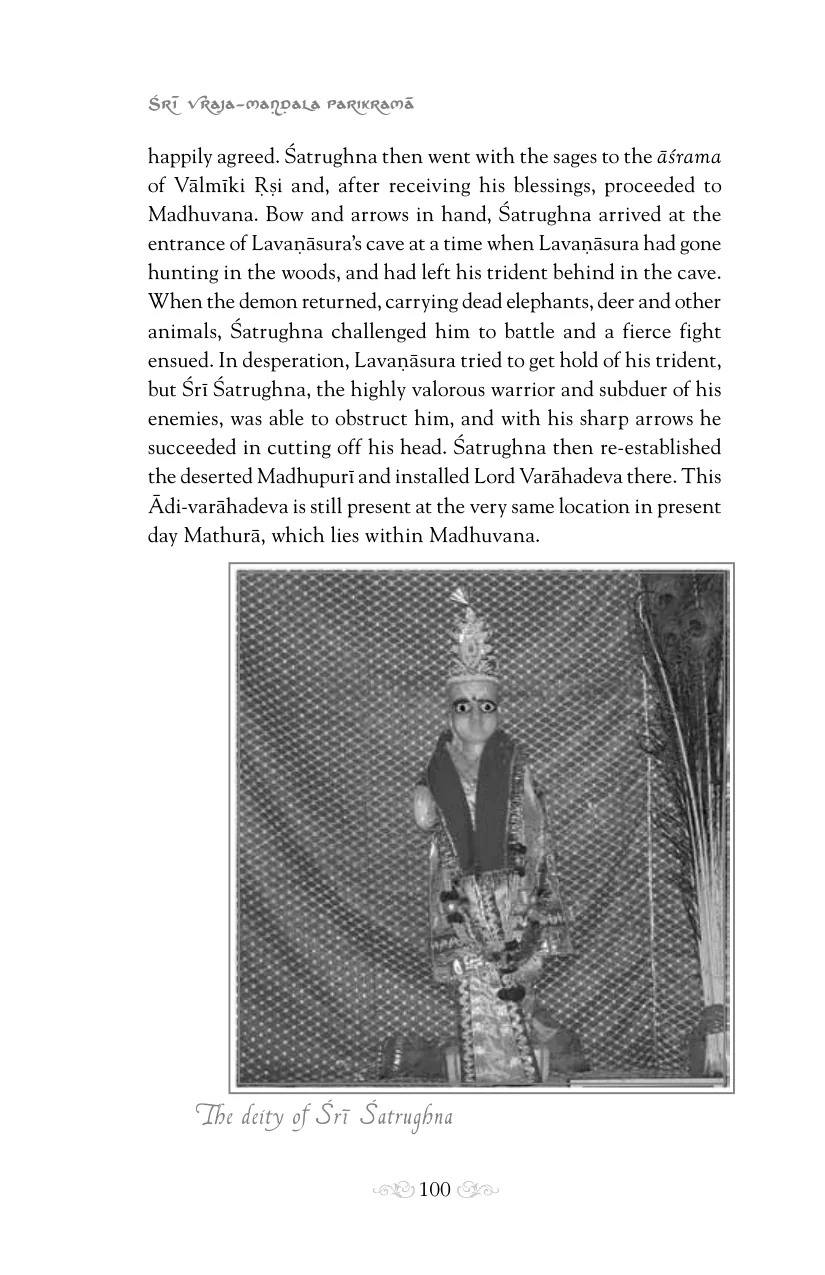 Śrī Vraja-maṇḍala Parikramā
happily agreed. Śatrughna then went with the sages to the āśrama
of Vālmīki Ṛṣi and, after receiving his blessings, proceeded to
Madhuvana. Bow and arrows in hand, Śatrughna arrived at the
entrance of Lavaṇāsura’s cave at a time when Lavaṇāsura had gone
hunting in the woods, and had left his trident behind in the cave.
When the demon returned, carrying dead elephants, deer and other
animals, Śatrughna challenged him to battle and a fierce fight
ensued. In desperation, Lavaṇāsura tried to get hold of his trident,
but Śrī Śatrughna, the highly valorous warrior and subduer of his
enemies, was able to obstruct him, and with his sharp arrows he
succeeded in cutting off his head. Śatrughna then re-established
the deserted Madhupurī and installed Lord Varāhadeva there. This
Ādi-varāhadeva is still present at the very same location in present
day Mathurā, which lies within Madhuvana.
The deity of Śrī Śatrughna
100